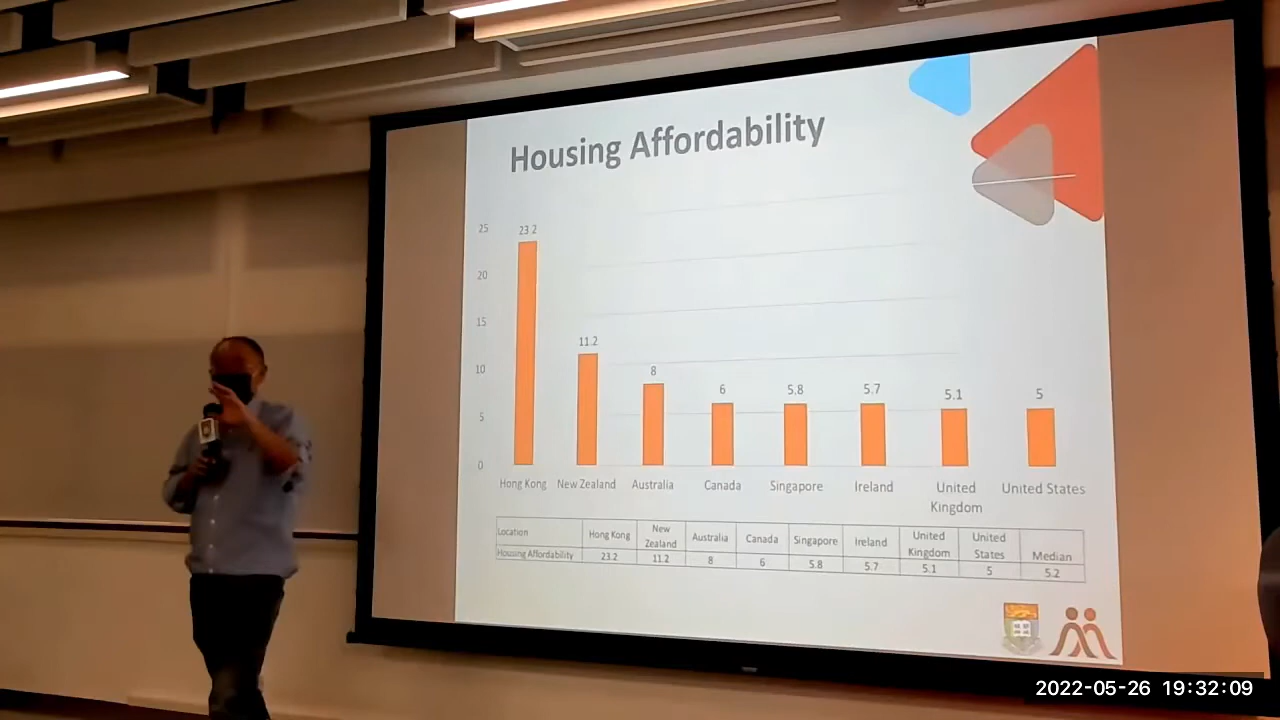 Housing Affordability
25
20
15
10
5
0
23.2
11.2
8
6
5.8
5.7
5.1
5
Hong Kong
New Zealand
Australia
Canada
Singapore
Ireland
United
Kingdom
United States
Location Hong Kong New Zealand Australia Canada Singapore Ireland United Kingdom United States Median
Housing Affordability 23.2 11.2 8 6 5.8 5.7 5.1 5 5.2
2022-05-26 19:32:09